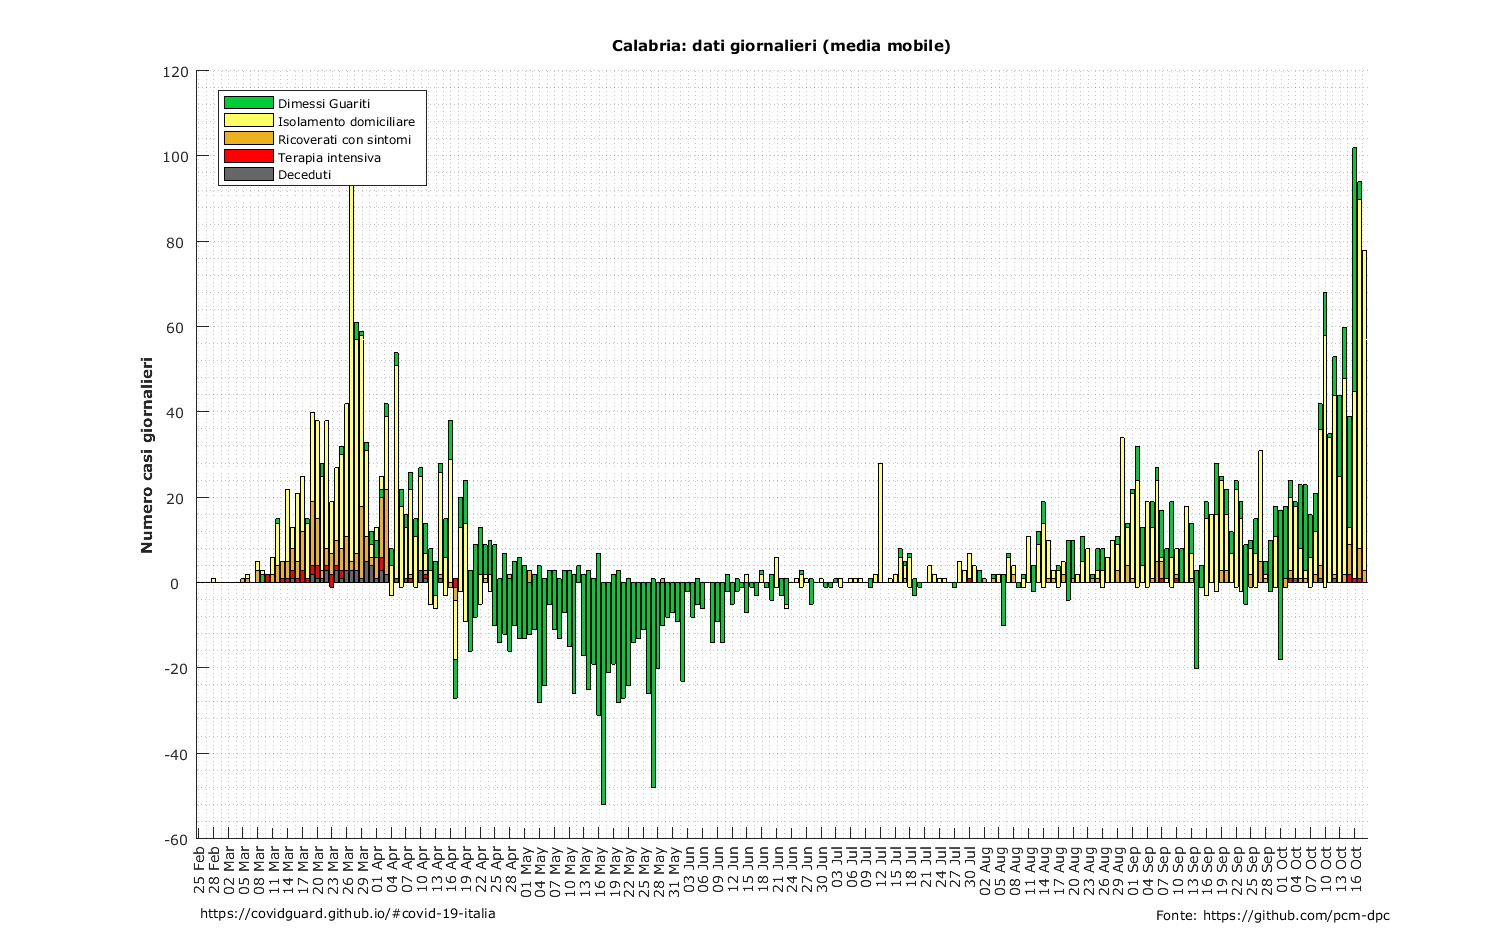 Calabria: dati giornalieri (media mobile)
120
100
80
60
40
20
0
-20
-40
-60
Numero casi giornalieri
Dimessi Guariti
Isolamento domiciliare
Ricoverati con sintomi
Terapia intensiva
Deceduti
25 Feb
28 Feb
02 Mar
05 Mar
08 Mar
11 Mar
14 Mar
17 Mar
20 Mar
23 Mar
26 Mar
29 Mar
01 Apr
04 Apr
07 Apr
10 Apr
13 Apr
16 Apr
19 Apr
22 Apr
25 Apr
28 Apr
01 May
04 May
07 May
10 May
13 May
16 May
19 May
22 May
25 May
28 May
31 May
03 Jun
06 Jun
09 Jun
12 Jun
15 Jun
18 Jun
21 Jun
24 Jun
27 Jun
30 Jun
03 Jul
06 Jul
09 Jul
12 Jul
15 Jul
18 Jul
21 Jul
24 Jul
27 Jul
30 Jul
02 Aug
05 Aug
08 Aug
11 Aug
14 Aug
17 Aug
20 Aug
23 Aug
26 Aug
29 Aug
01 Sep
04 Sep
07 Sep
10 Sep
13 Sep
16 Sep
19 Sep
22 Sep
25 Sep
28 Sep
01 Oct
04 Oct
07 Oct
10 Oct
13 Oct
16 Oct
https://covidguard.github.io/#covid-19-italia
Fonte: https://github.com/pcm-dpc